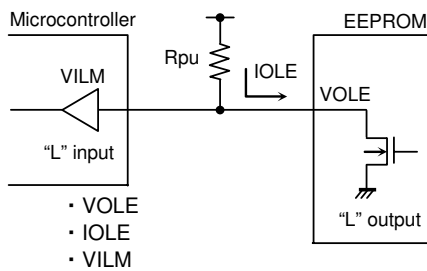 Microcontroller
EEPROM
Rpu
IOLE
VILM
VOLE
“L” input
“L” output
・ VOLE
・ IOLE
・ VILM